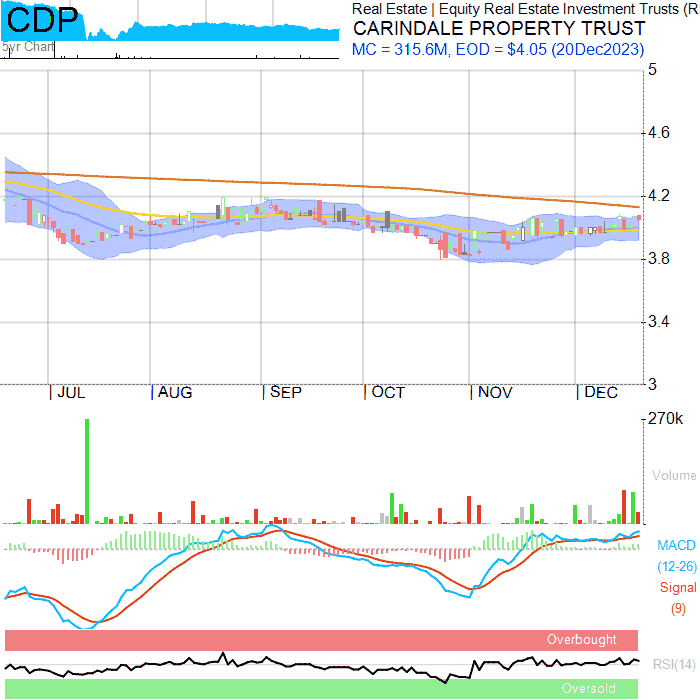 CDP
5yr Chart
Real Estate | Equity Real Estate Investment Trusts (R
CARINDALE PROPERTY TRUST
MC = 315.6M, EOD = $4.05 (20Dec2023)
5
4.6
4.2
3.8
3.4
3
JUL AUG SEP OCT NOV DEC
270k
Volume
MACD
(12-26)
Signal
(9)
Overbought
RSI(14)
Oversold